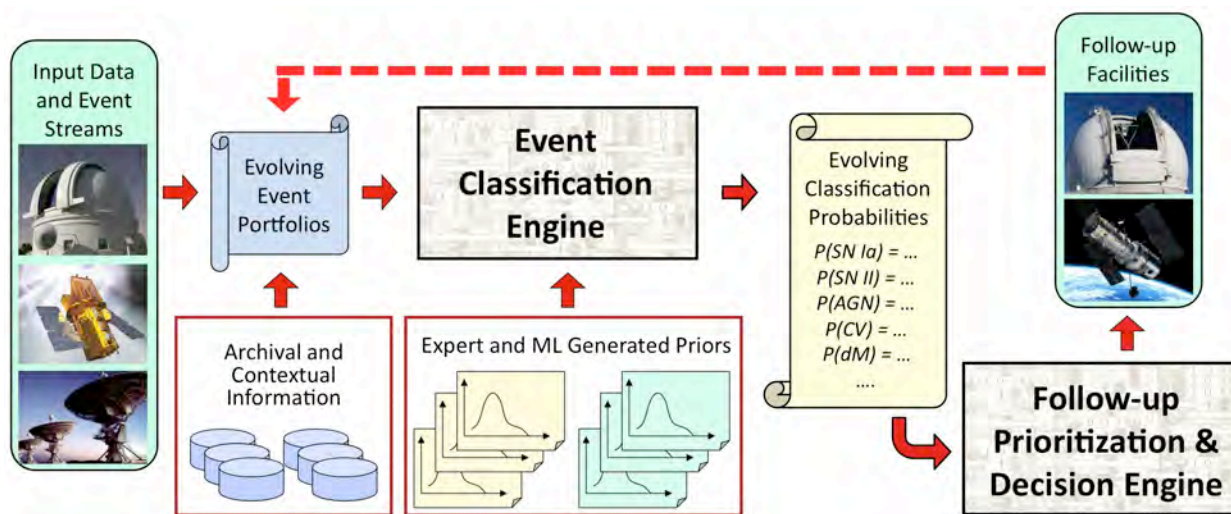 Input Data
and Event
Streams
Evolving
Event
Portfolios
Archival and
Contextual
Information
Event
Classification
Engine
Expert and ML Generated Priors
Evolving
Classification
Probabilities
P(SN Ia) = ...
P(SN II) = ...
P(AGN) = ...
P(CV) = ...
P(dM) = ...
....
Follow-up
Facilities
Follow-up
Prioritization &
Decision Engine